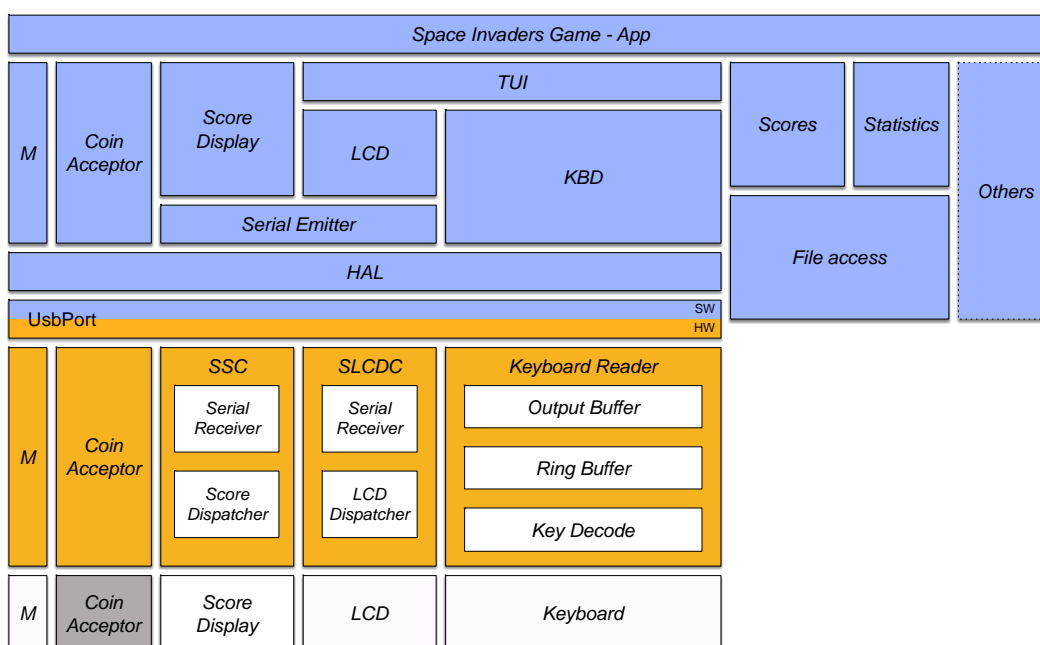 Space Invaders Game - App
M
Coin
Acceptor
Score
Display
TUI
LCD
KBD
Serial Emitter
Scores
Statistics
File access
Others
HAL
UsbPort
SW
HW
M
Coin
Acceptor
SSC
Serial
Receiver
Score
Dispatcher
SLCDC
Serial
Receiver
LCD
Dispatcher
Keyboard Reader
Output Buffer
Ring Buffer
Key Decode
M
Coin
Acceptor
Score
Display
LCD
Keyboard